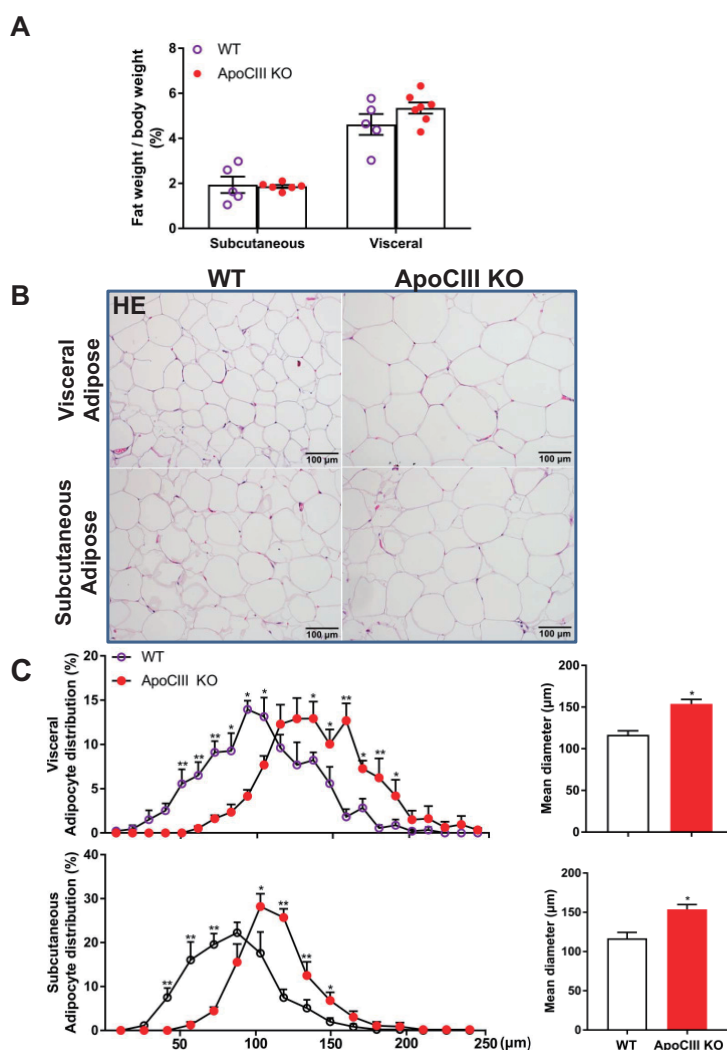 A
WT
ApoCIII KO
Fat weight / body weight
(%)
8
6
4
2
0
Subcutaneous
Visceral
B
WT
ApoCIII KO
HE
Visceral
Adipose
100 µm
100 µm
Subcutaneous
Adipose
100 µm
100 µm
C
WT
ApoCIII KO
Visceral
Adipocyte distribution (%)
20
15
10
5
0
** ** ** * * * * * ** * ** *
0
100
200
Mean diameter (µm)
200
150
100
50
0
*
Subcutaneous
Adipocyte distribution (%)
40
30
20
10
0
** ** ** * ** ** *
50
100
150
200
250
(µm)
Mean diameter (µm)
200
150
100
50
0
*
WT
ApoCIII KO